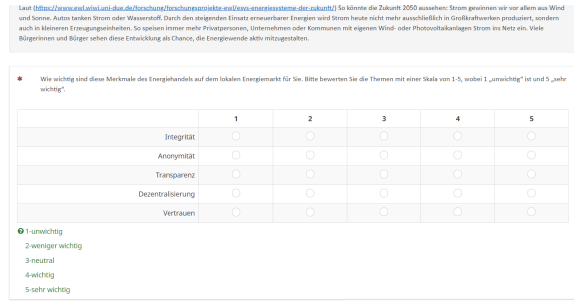 Laut (https://www.ewl.wiwi.uni-due.de/forschung/forschungsprojekte-ewl/ewvs-energiesysteme-der-zukunft/) So könnte die Zukunft 2050 aussehen: Strom gewinnen wir vor allem aus Wind
und Sonne. Autos tanken Strom oder Wasserstoff. Durch den steigenden Einsatz erneuerbarer Energien wird Strom heute nicht mehr ausschließlich in Großkraftwerken produziert, sondern
auch in kleineren Erzeugungseinheiten. So speisen immer mehr Privatpersonen, Unternehmen oder Kommunen mit eigenen Wind- oder Photovoltaikanlagen Strom ins Netz ein. Viele
Bürgerinnen und Bürger sehen diese Entwicklung als Chance, die Energiewende aktiv mitzugestalten.
* Wie wichtig sind diese Merkmale des Energiehandels auf dem lokalen Energiemarkt für Sie. Bitte bewerten Sie die Themen mit einer Skala von 1-5, wobei 1 „unwichtig“ ist und 5 „sehr
wichtig“.
1 2 3 4 5
Integrität
Anonymität
Transparenz
Dezentralisierung
Vertrauen
1-unwichtig
2-weniger wichtig
3-neutral
4-wichtig
5-sehr wichtig